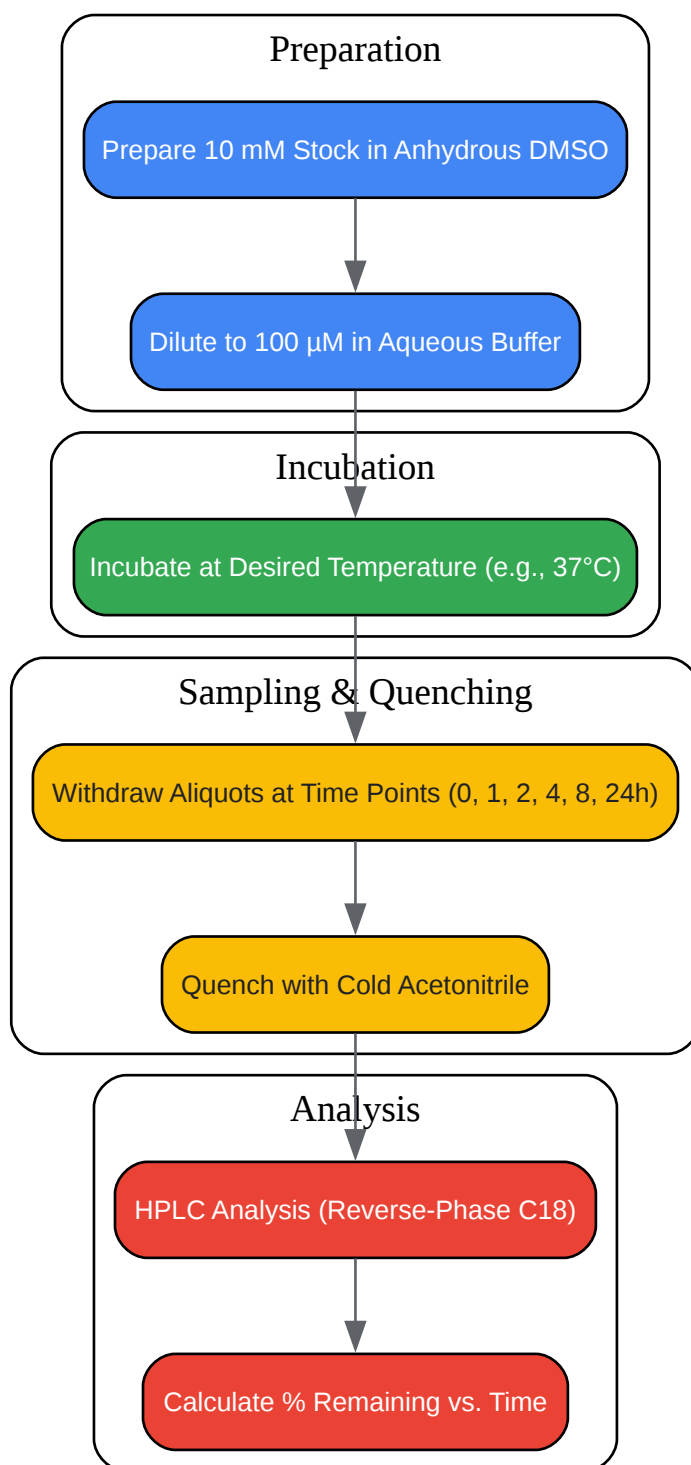 Preparation
Prepare 10 mM Stock in Anhydrous DMSO
Dilute to 100 µM in Aqueous Buffer
Incubation
Incubate at Desired Temperature (e.g., 37°C)
Sampling & Quenching
Withdraw Aliquots at Time Points (0, 1, 2, 4, 8, 24h)
Quench with Cold Acetonitrile
Analysis
HPLC Analysis (Reverse-Phase C18)
Calculate % Remaining vs. Time